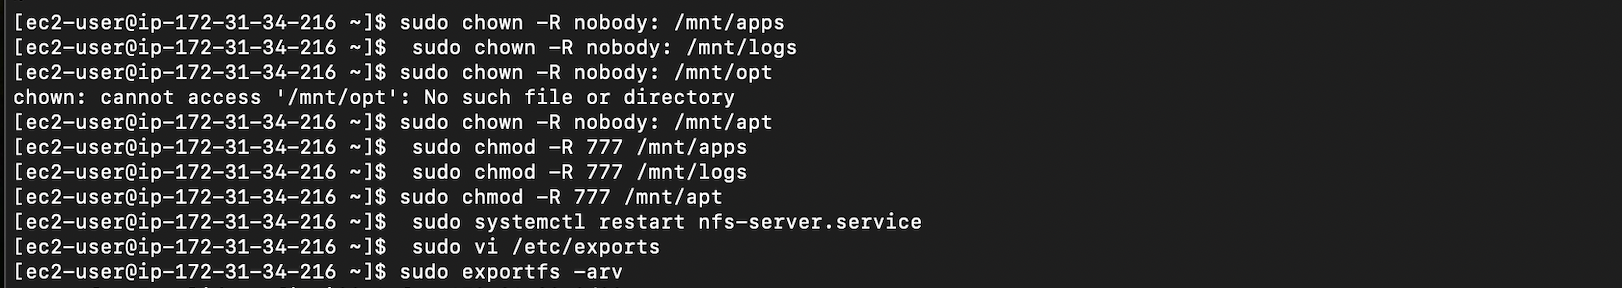 [ec2-user@ip-172-31-34-216 ~]$ sudo chown -R nobody: /mnt/apps
[ec2-user@ip-172-31-34-216 ~]$  sudo chown -R nobody: /mnt/logs
[ec2-user@ip-172-31-34-216 ~]$ sudo chown -R nobody: /mnt/opt
chown: cannot access '/mnt/opt': No such file or directory
[ec2-user@ip-172-31-34-216 ~]$ sudo chown -R nobody: /mnt/apt
[ec2-user@ip-172-31-34-216 ~]$  sudo chmod -R 777 /mnt/apps
[ec2-user@ip-172-31-34-216 ~]$  sudo chmod -R 777 /mnt/logs
[ec2-user@ip-172-31-34-216 ~]$ sudo chmod -R 777 /mnt/apt
[ec2-user@ip-172-31-34-216 ~]$  sudo systemctl restart nfs-server.service
[ec2-user@ip-172-31-34-216 ~]$  sudo vi /etc/exports
[ec2-user@ip-172-31-34-216 ~]$ sudo exportfs -arv